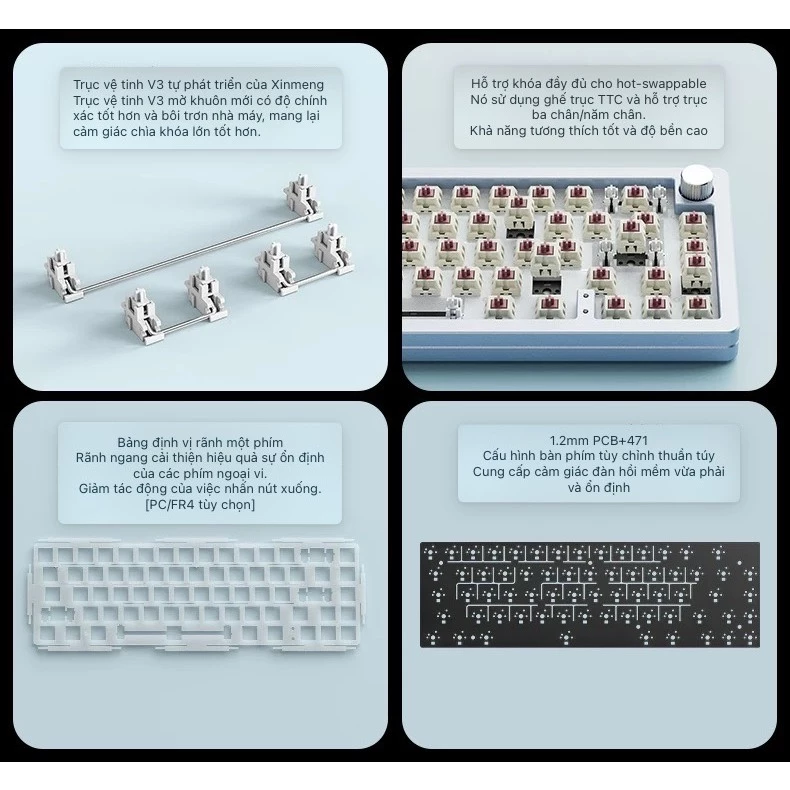 Trục vệ tinh V3 tự phát triển của Xinmeng
Trục vệ tinh V3 mờ khuôn mới có độ chính
xác tốt hơn và bôi trơn nhà máy, mang lại
cảm giác chìa khóa lớn tốt hơn.
Hỗ trợ khóa đầy đủ cho hot-swappable
Nó sử dụng ghế trục TTC và hỗ trợ trục
ba chân/năm chân.
Khả năng tương thích tốt và độ bền cao
Bảng định vị rãnh một phím
Rãnh ngang cải thiện hiệu quả sự ổn định
của các phím ngoại vi.
Giảm tác động của việc nhấn nút xuống.
[PC/FR4 tùy chọn]
1.2mm PCB+471
Cấu hình bàn phím tùy chỉnh thuần túy
Cung cấp cảm giác đàn hồi mềm vừa phải
và ổn định